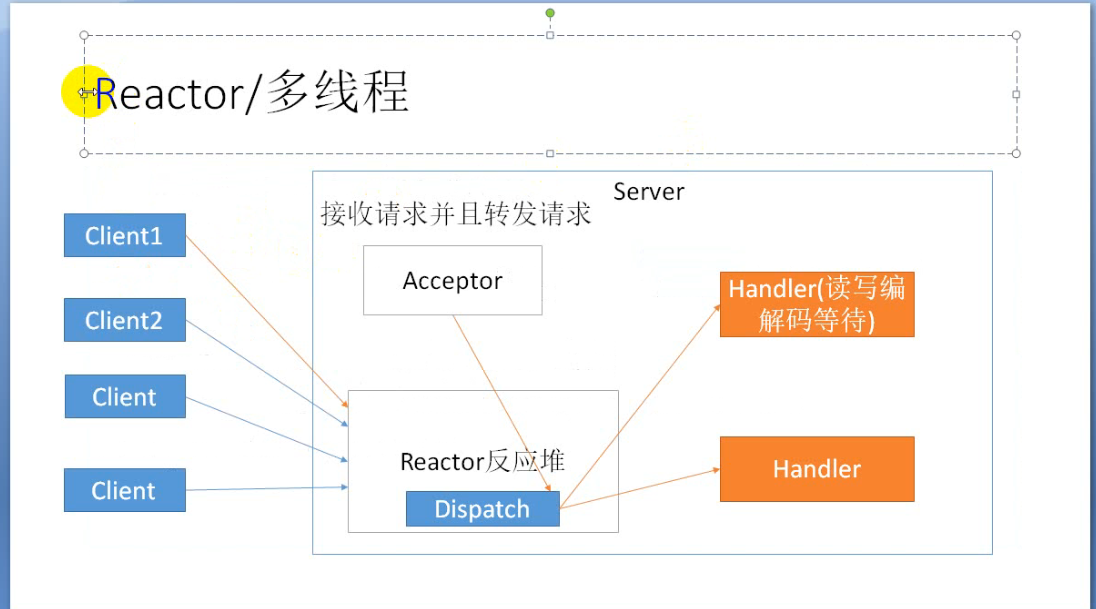 Reactor/多线程
Server
接收请求并且转发请求
Client1
Acceptor
Handler(读写编
解码等待)
Client2
Client
Reactor反应堆
Handler
Client
Dispatch